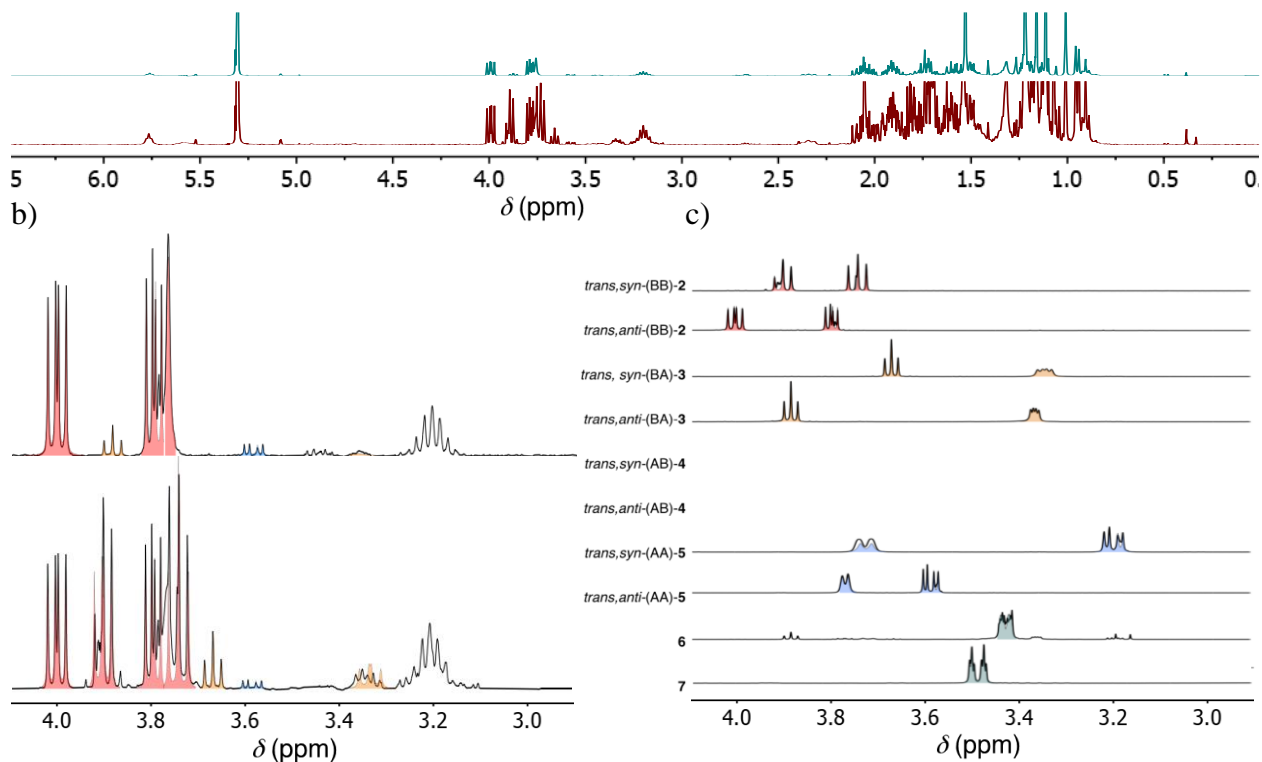 5 6.0 5.5 5.0 4.5 4.0 3.5 3.0 2.5 2.0 1.5 1.0 0.5 0.
δ (ppm)
b)
c)
trans,syn-(BB)-2
trans,anti-(BB)-2
trans, syn-(BA)-3
trans,anti-(BA)-3
trans,syn-(AB)-4
trans,anti-(AB)-4
trans,syn-(AA)-5
trans,anti-(AA)-5
6
7
4.0 3.8 3.6 3.4 3.2 3.0
δ (ppm)
4.0 3.8 3.6 3.4 3.2 3.0
δ (ppm)